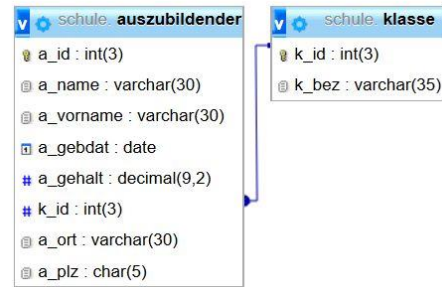 v schule auszubildender
a_id : int(3)
a_name : varchar(30)
a_vorname : varchar(30)
a_gebdat : date
# a_gehalt : decimal(9,2)
# k_id : int(3)
a_ort : varchar(30)
a_plz : char(5)
v schule klasse
k_id : int(3)
k_bez : varchar(35)